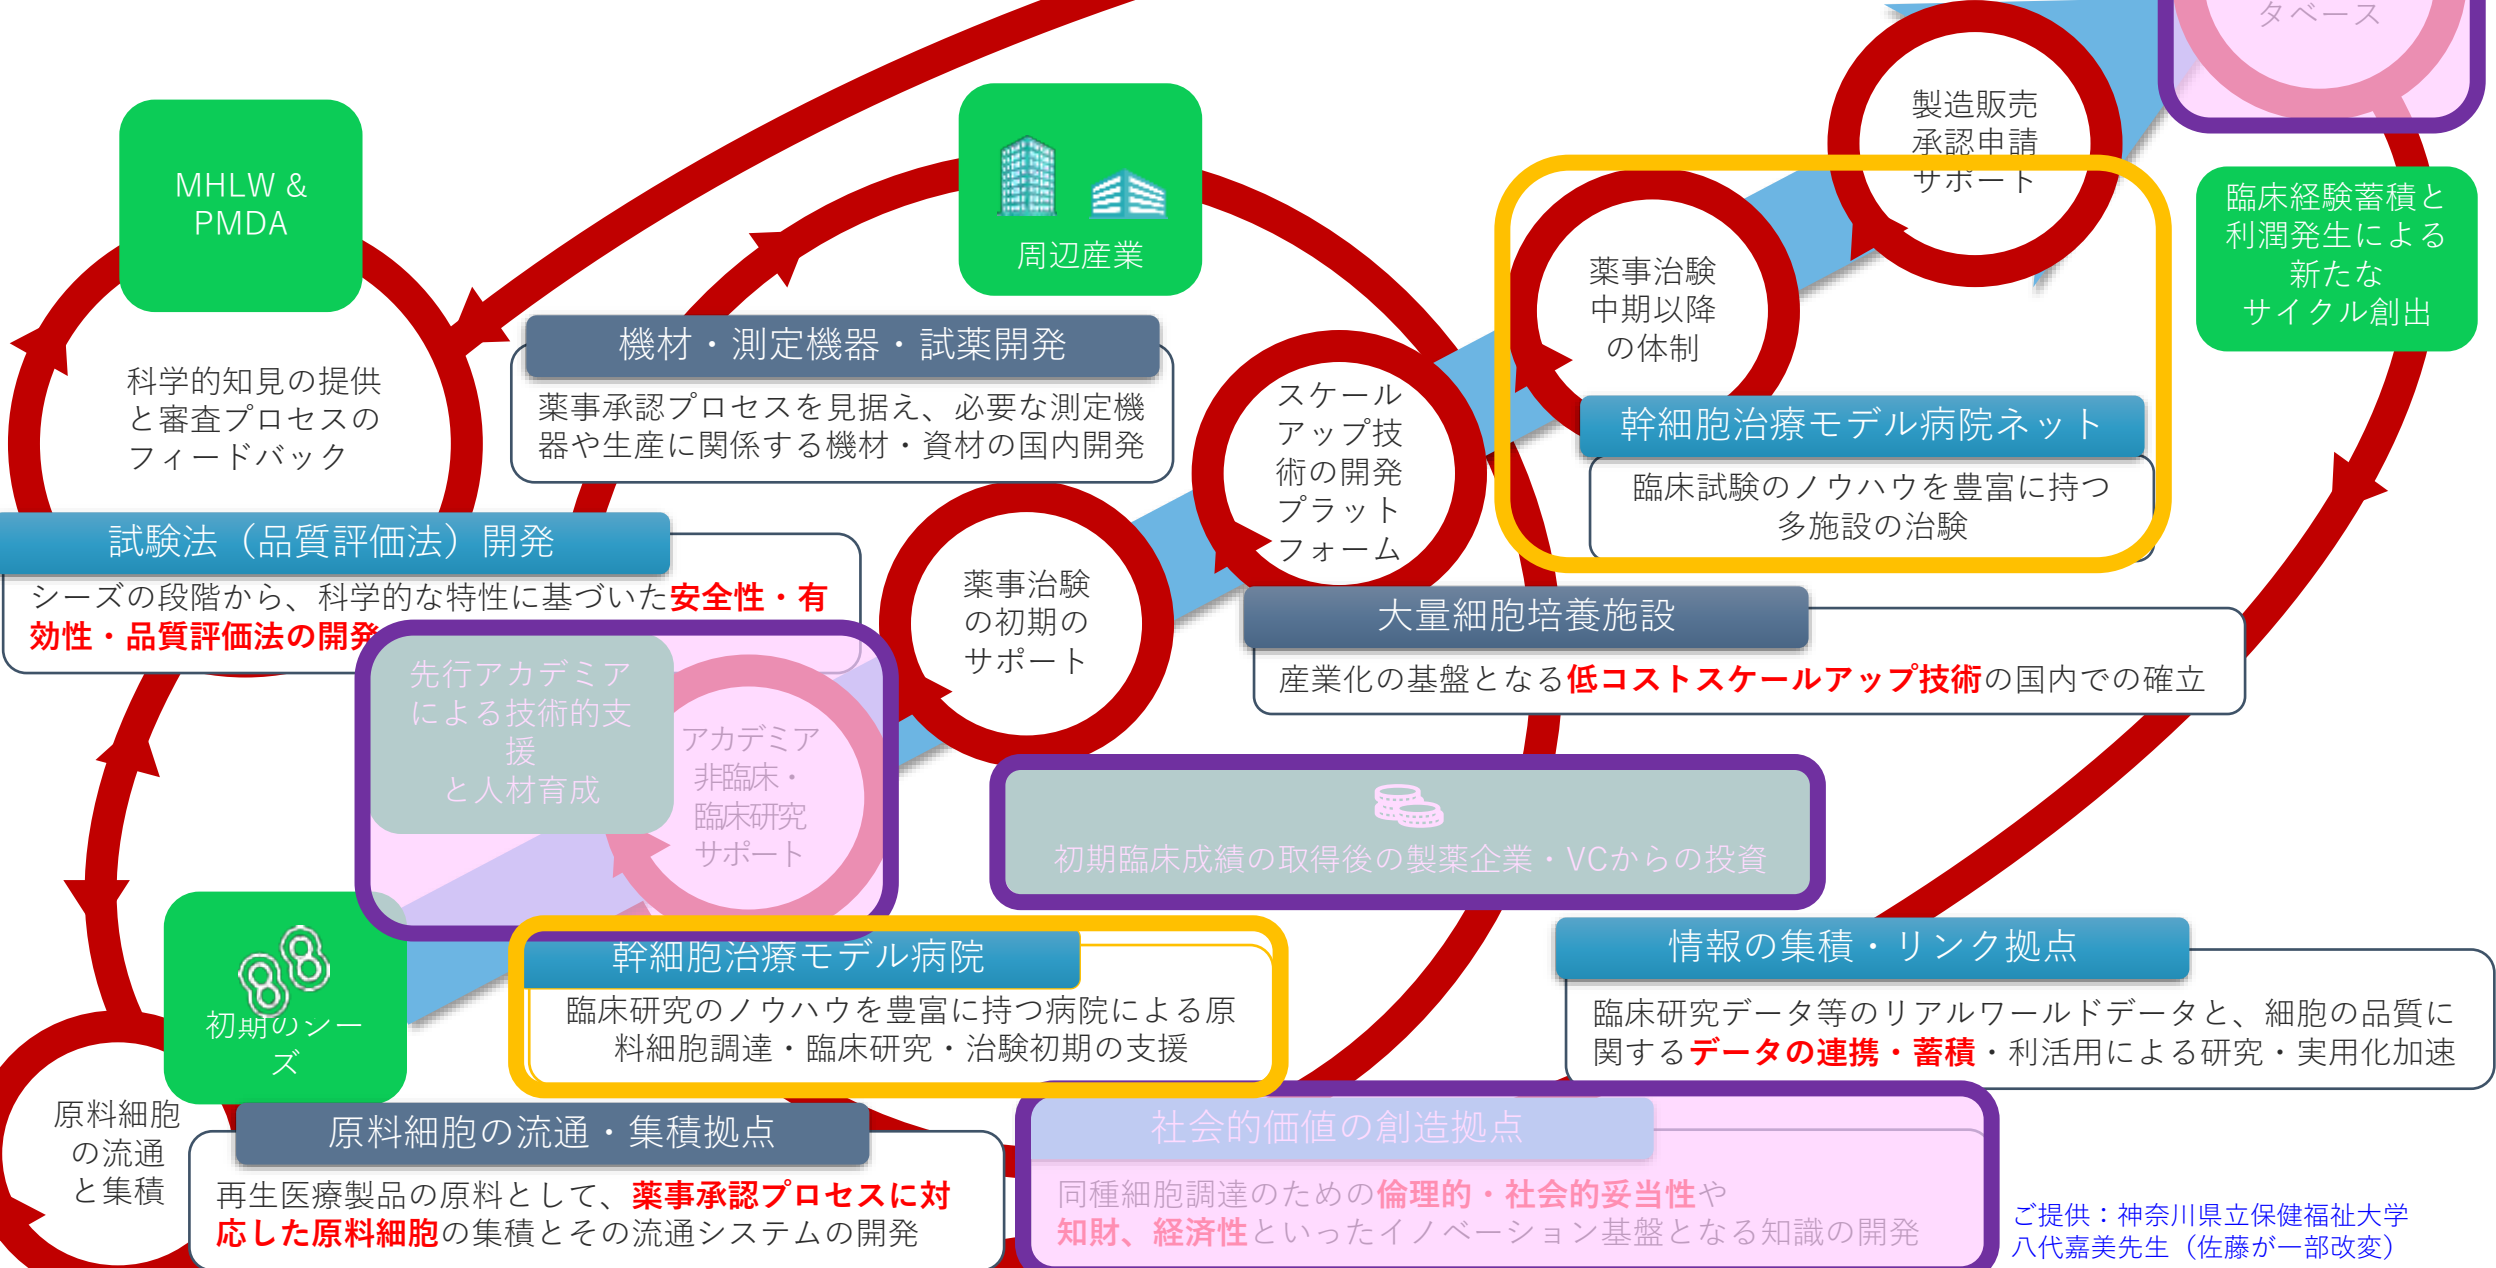 タベース
製造販売
承認申請
サポート
MHLW &
PMDA
周辺産業
臨床経験蓄積と
利潤発生による
新たな
サイクル創出
薬事治験
中期以降
の体制
機材・測定機器・試薬開発
薬事承認プロセスを見据え、必要な測定機
器や生産に関係する機材・資材の国内開発
科学的知見の提供
と審査プロセスの
フィードバック
スケール
アップ技
術の開発
プラット
フォーム
幹細胞治療モデル病院ネット
臨床試験のノウハウを豊富に持つ
多施設の治験
試験法（品質評価法）開発
シーズの段階から、科学的な特性に基づいた安全性・有
効性・品質評価法の開発
薬事治験
の初期の
サポート
大量細胞培養施設
産業化の基盤となる低コストスケールアップ技術の国内での確立
先行アカデミア
による技術的支
援
と人材育成
アカデミア
非臨床・
臨床研究
サポート
初期臨床成績の取得後の製薬企業・VCからの投資
初期のシー
ズ
幹細胞治療モデル病院
臨床研究のノウハウを豊富に持つ病院による原
料細胞調達・臨床研究・治験初期の支援
情報の集積・リンク拠点
臨床研究データ等のリアルワールドデータと、細胞の品質に
関するデータの連携・蓄積・利活用による研究・実用化加速
原料細胞
の流通
と集積
原料細胞の流通・集積拠点
再生医療製品の原料として、薬事承認プロセスに対
応した原料細胞の集積とその流通システムの開発
社会的価値の創造拠点
同種細胞調達のための倫理的・社会的妥当性や
知財、経済性といったイノベーション基盤となる知識の開発
ご提供：神奈川県立保健福祉大学
八代嘉美先生（佐藤が一部改変）